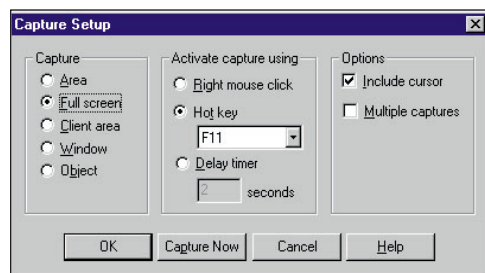 Capture Setup
Capture
Area
Full screen
Client area
Window
Object
Activate capture using
Right mouse click
Hot key
F11
Delay timer
2 seconds
Options
Include cursor
Multiple captures
OK Capture Now Cancel Help